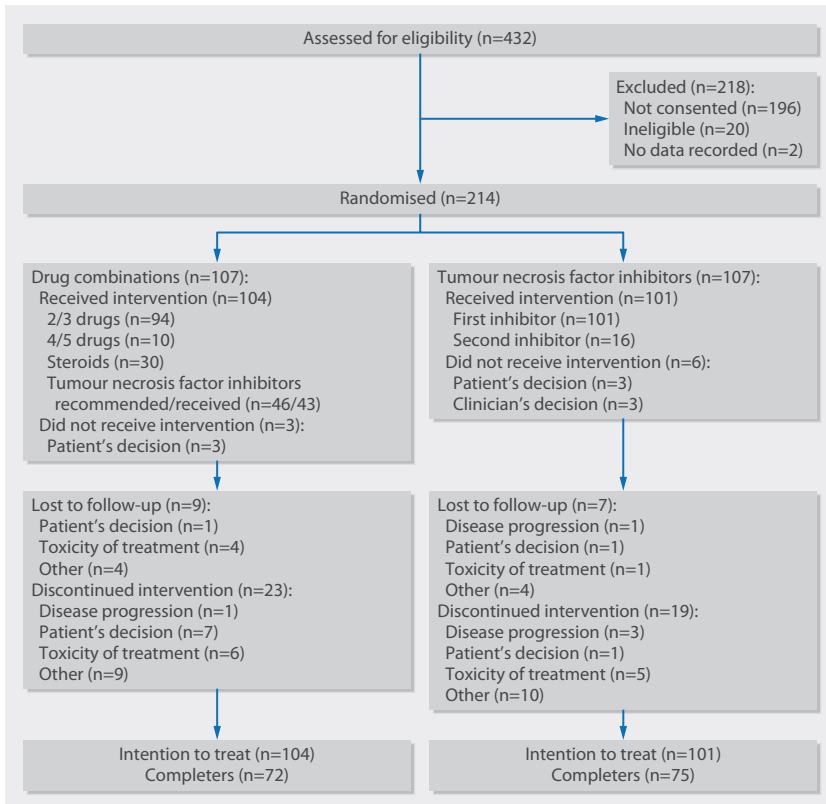 Assessed for eligibility (n=432)
Excluded (n=218):
Not consented (n=196)
Ineligible (n=20)
No data recorded (n=2)
Randomised (n=214)
Drug combinations (n=107):
Received intervention (n=104)
2/3 drugs (n=94)
4/5 drugs (n=10)
Steroids (n=30)
Tumour necrosis factor inhibitors
recommended/received (n=46/43)
Did not receive intervention (n=3):
Patient's decision (n=3)
Tumour necrosis factor inhibitors (n=107):
Received intervention (n=101)
First inhibitor (n=101)
Second inhibitor (n=16)
Did not receive intervention (n=6):
Patient's decision (n=3)
Clinician's decision (n=3)
Lost to follow-up (n=9):
Patient's decision (n=1)
Toxicity of treatment (n=4)
Other (n=4)
Discontinued intervention (n=23):
Disease progression (n=1)
Patient's decision (n=7)
Toxicity of treatment (n=6)
Other (n=9)
Lost to follow-up (n=7):
Disease progression (n=1)
Patient's decision (n=1)
Toxicity of treatment (n=1)
Other (n=4)
Discontinued intervention (n=19):
Disease progression (n=3)
Patient's decision (n=1)
Toxicity of treatment (n=5)
Other (n=10)
Intention to treat (n=104)
Completers (n=72)
Intention to treat (n=101)
Completers (n=75)